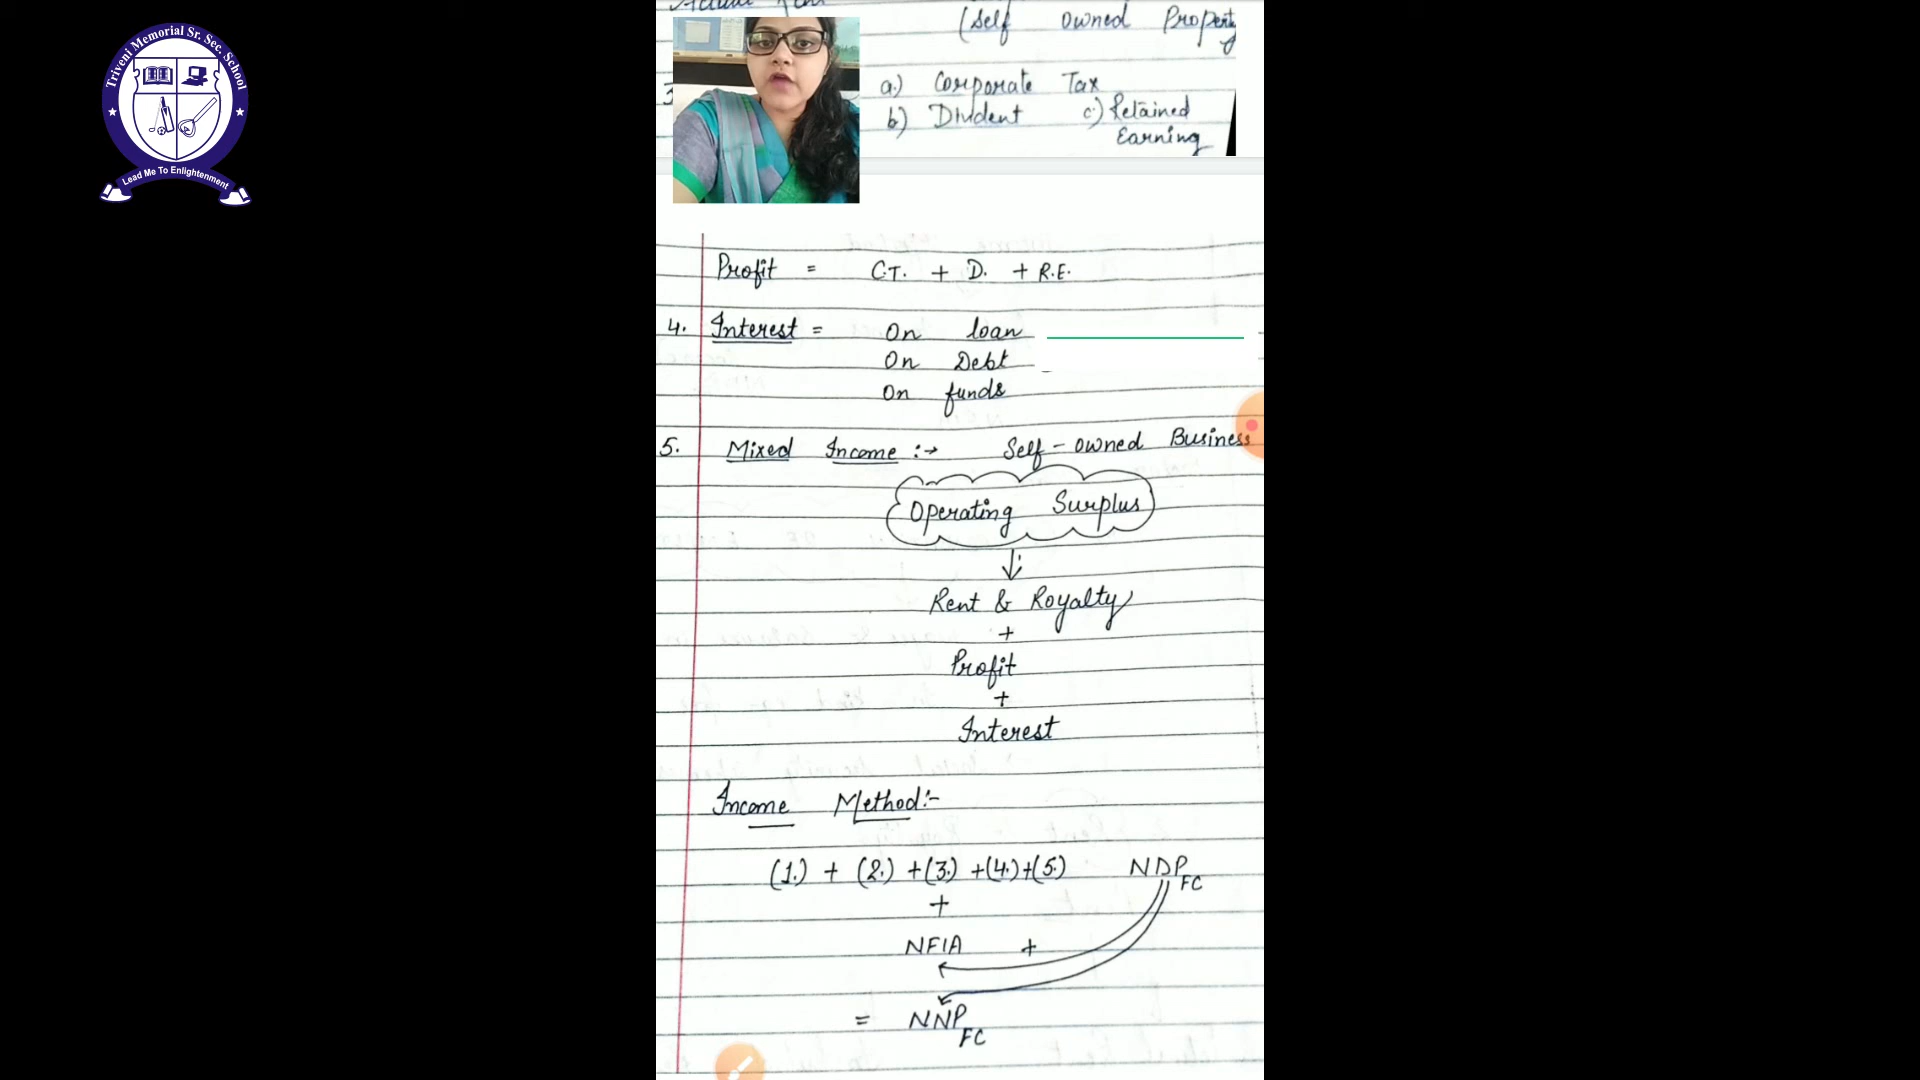 Triveni Memorial Sr. Sec. School
Lead Me To Enlightenment
(Self owned Property
3
a.) Corporate Tax
b) Divident c) Retained
Earning
Profit = C.T. + D. + R.E.
4. Interest = On loan
On Debt
On funds
5. Mixed Income :→ Self-owned Business
Operating Surplus
↓
Rent & Royalty
+
Profit
+
Interest
Income Method:-
(1.) + (2.) +(3.) +(4.)+(5.) NDP FC
+
NFIA +
= NNP FC